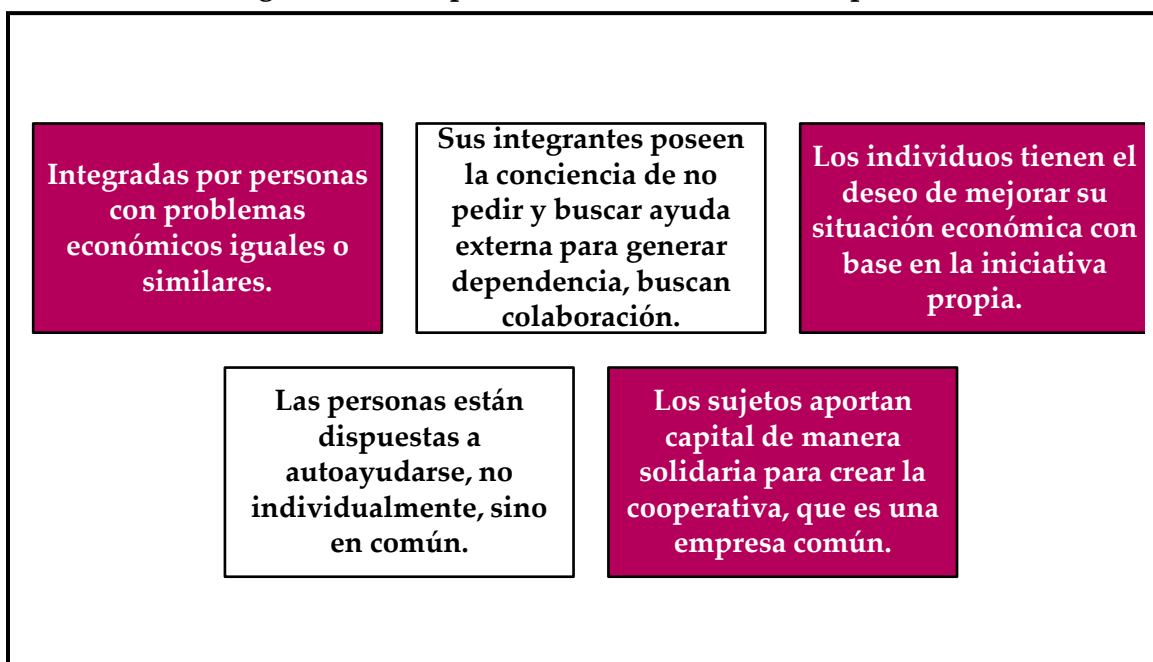 Integradas por personas
con problemas
económicos iguales o
similares.
Sus integrantes poseen
la conciencia de no
pedir y buscar ayuda
externa para generar
dependencia, buscan
colaboración.
Los individuos tienen el
deseo de mejorar su
situación económica con
base en la iniciativa
propia.
Las personas están
dispuestas a
autoayudarse, no
individualmente, sino
en común.
Los sujetos aportan
capital de manera
solidaria para crear la
cooperativa, que es una
empresa común.